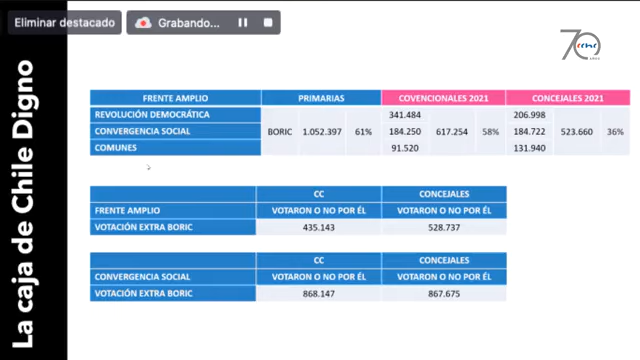 Eliminar destacado
Grabando...
70
cchc
La caja de Chile Digno
FRENTE AMPLIO PRIMARIAS COVENCIONALES 2021 CONCEJALES 2021
REVOLUCIÓN DEMOCRÁTICA 341.484 206.998
CONVERGENCIA SOCIAL BORIC 1.052.397 61% 184.250 617.254 58% 184.722 523.660 36%
COMUNES 91.520 131.940
CC CONCEJALES
FRENTE AMPLIO VOTARON O NO POR ÉL VOTARON O NO POR ÉL
VOTACIÓN EXTRA BORIC 435.143 528.737
CC CONCEJALES
CONVERGENCIA SOCIAL VOTARON O NO POR ÉL VOTARON O NO POR ÉL
VOTACIÓN EXTRA BORIC 868.147 867.675